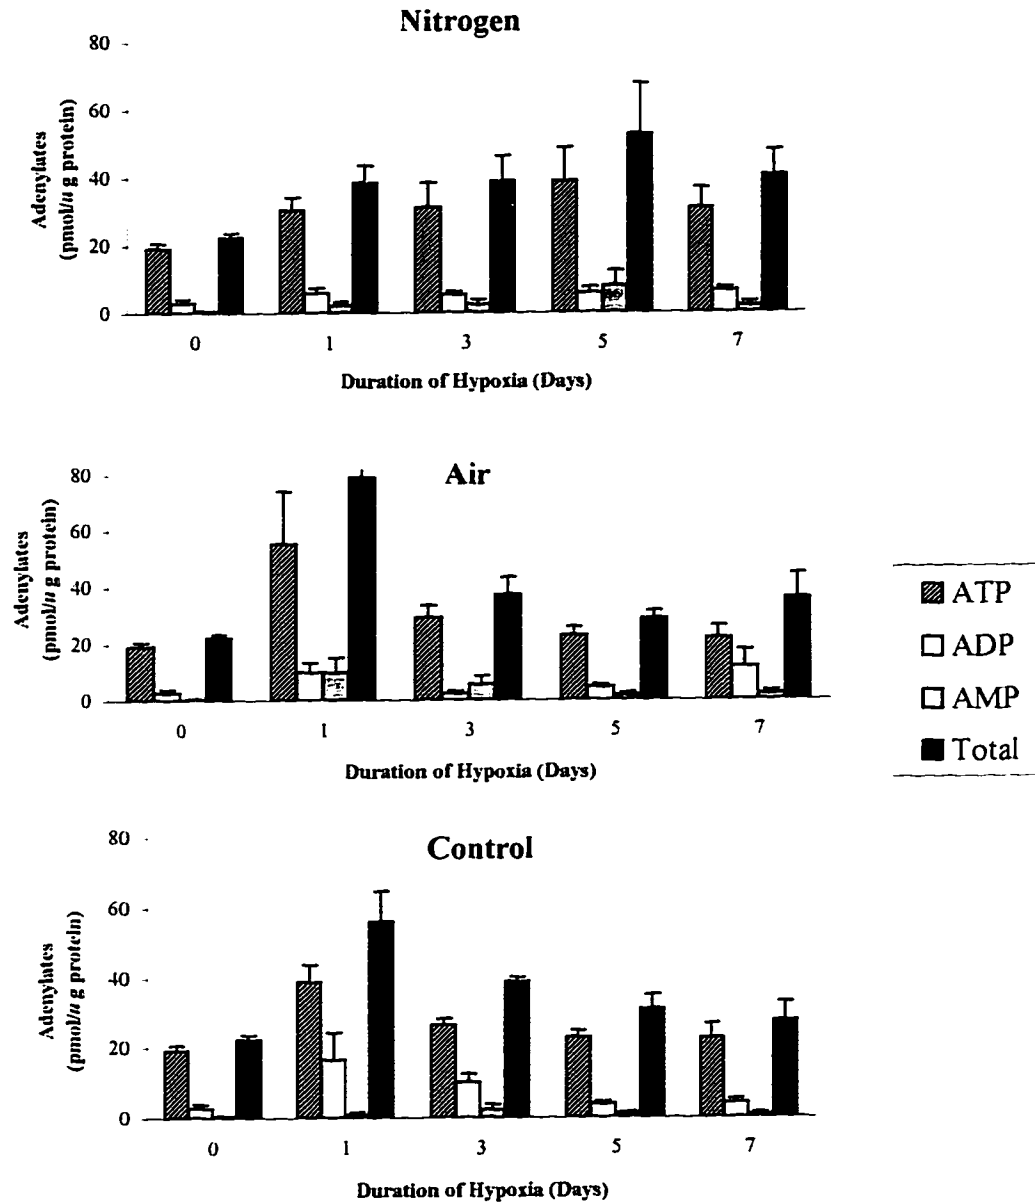 Nitrogen
Adenylates
(pmol/u g protein)
80
60
40
20
0
0 1 3 5 7
Duration of Hypoxia (Days)
Air
Adenylates
(pmol/u g protein)
80
60
40
20
0
0 1 3 5 7
Duration of Hypoxia (Days)
ATP
ADP
AMP
Total
Control
Adenylates
(pmol/u g protein)
80
60
40
20
0
0 1 3 5 7
Duration of Hypoxia (Days)